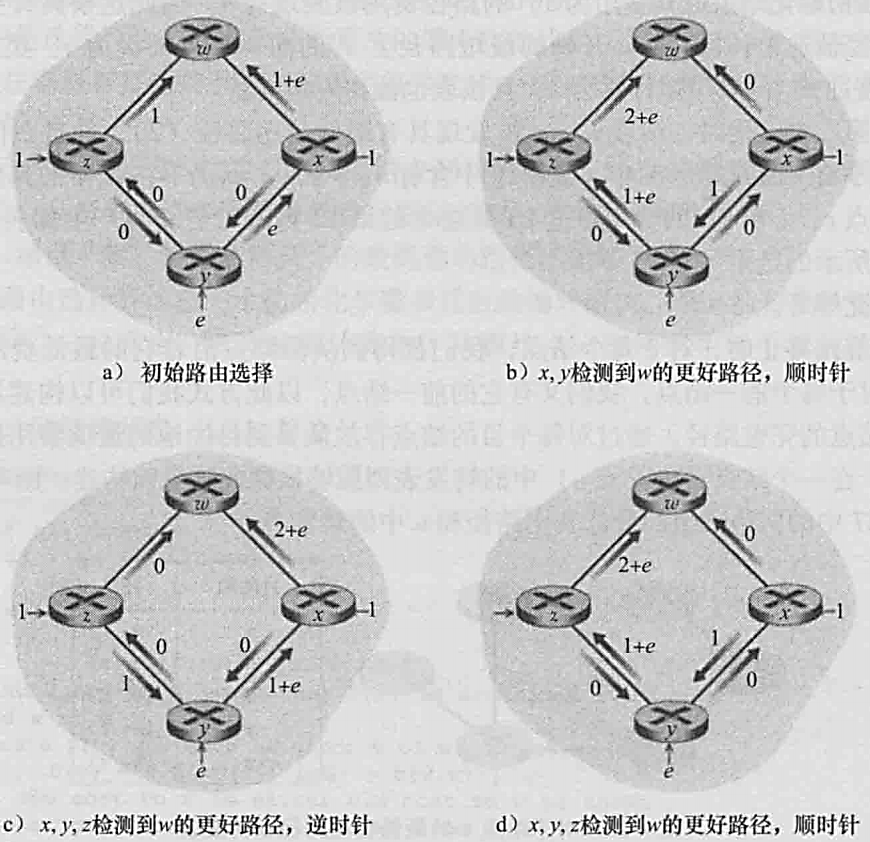 w
1
1+e
1
z
x
1
0
0
0
e
y
e
a) 初始路由选择
w
2+e
0
1
z
x
1
1+e
0
1
0
y
e
b) x, y检测到w的更好路径，顺时针
w
0
2+e
1
z
x
1
0
1
0
1+e
y
e
c) x, y, z检测到w的更好路径，逆时针
w
2+e
0
z
x
1
1+e
0
1
0
y
e
d) x, y, z检测到w的更好路径，顺时针